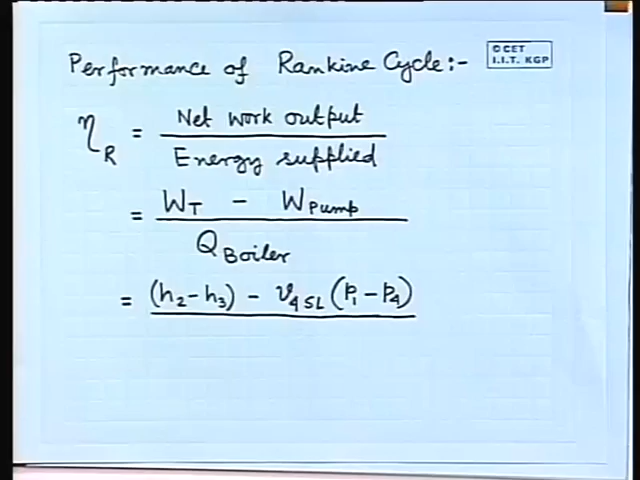 Performance of Rankine Cycle:-
© CET
I.I.T. KGP
η_R = Net work output / Energy supplied
= W_T - W_Pump / Q_Boiler
= (h_2 - h_3) - v_4SL (p_1 - p_4)